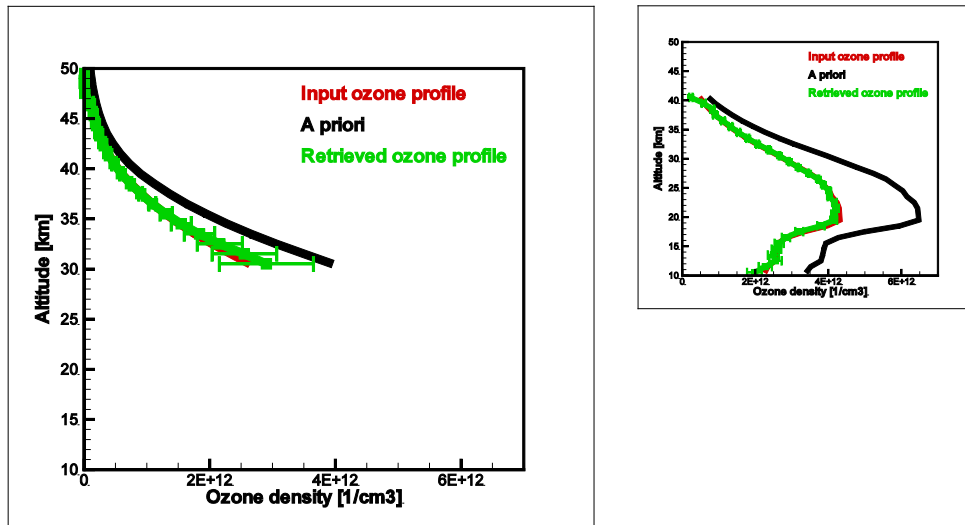 50
45
40
35
30
25
20
15
10
Altitude [km]
Input ozone profile
A priori
Retrieved ozone profile
0
2E+12
4E+12
6E+12
Ozone density [1/cm3]
50
45
40
35
30
25
20
15
10
Altitude [km]
Input ozone profile
A priori
Retrieved ozone profile
0
2E+12
4E+12
6E+12
Ozone density [1/cm3]